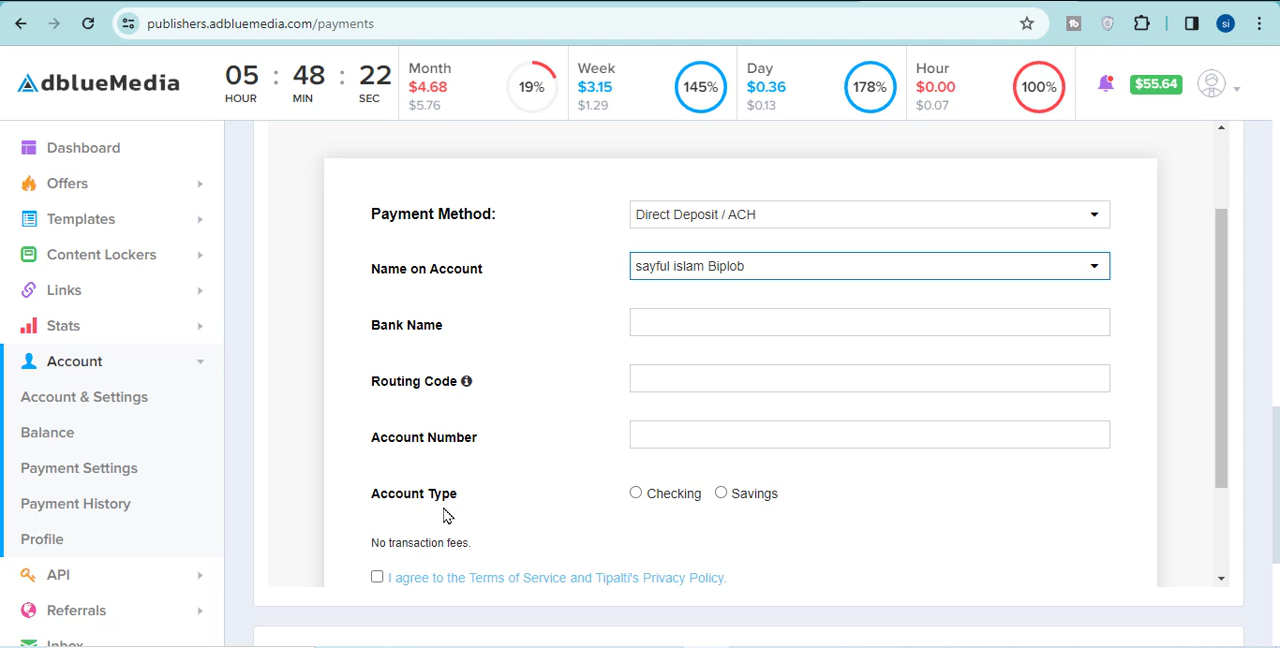 publishers.adbluemedia.com/payments
si
AdblueMedia
05 : 48 : 22
HOUR MIN SEC
Month
$4.68
$5.76
19%
Week
$3.15
$1.29
145%
Day
$0.36
$0.13
178%
Hour
$0.00
$0.07
100%
$55.64
Dashboard
Offers
Templates
Content Lockers
Links
Stats
Account
Account & Settings
Balance
Payment Settings
Payment History
Profile
API
Referrals
Inbox
Payment Method:
Direct Deposit / ACH
Name on Account
sayful islam Biplob
Bank Name
Routing Code
Account Number
Account Type
Checking
Savings
No transaction fees.
I agree to the Terms of Service and Tipalti's Privacy Policy.